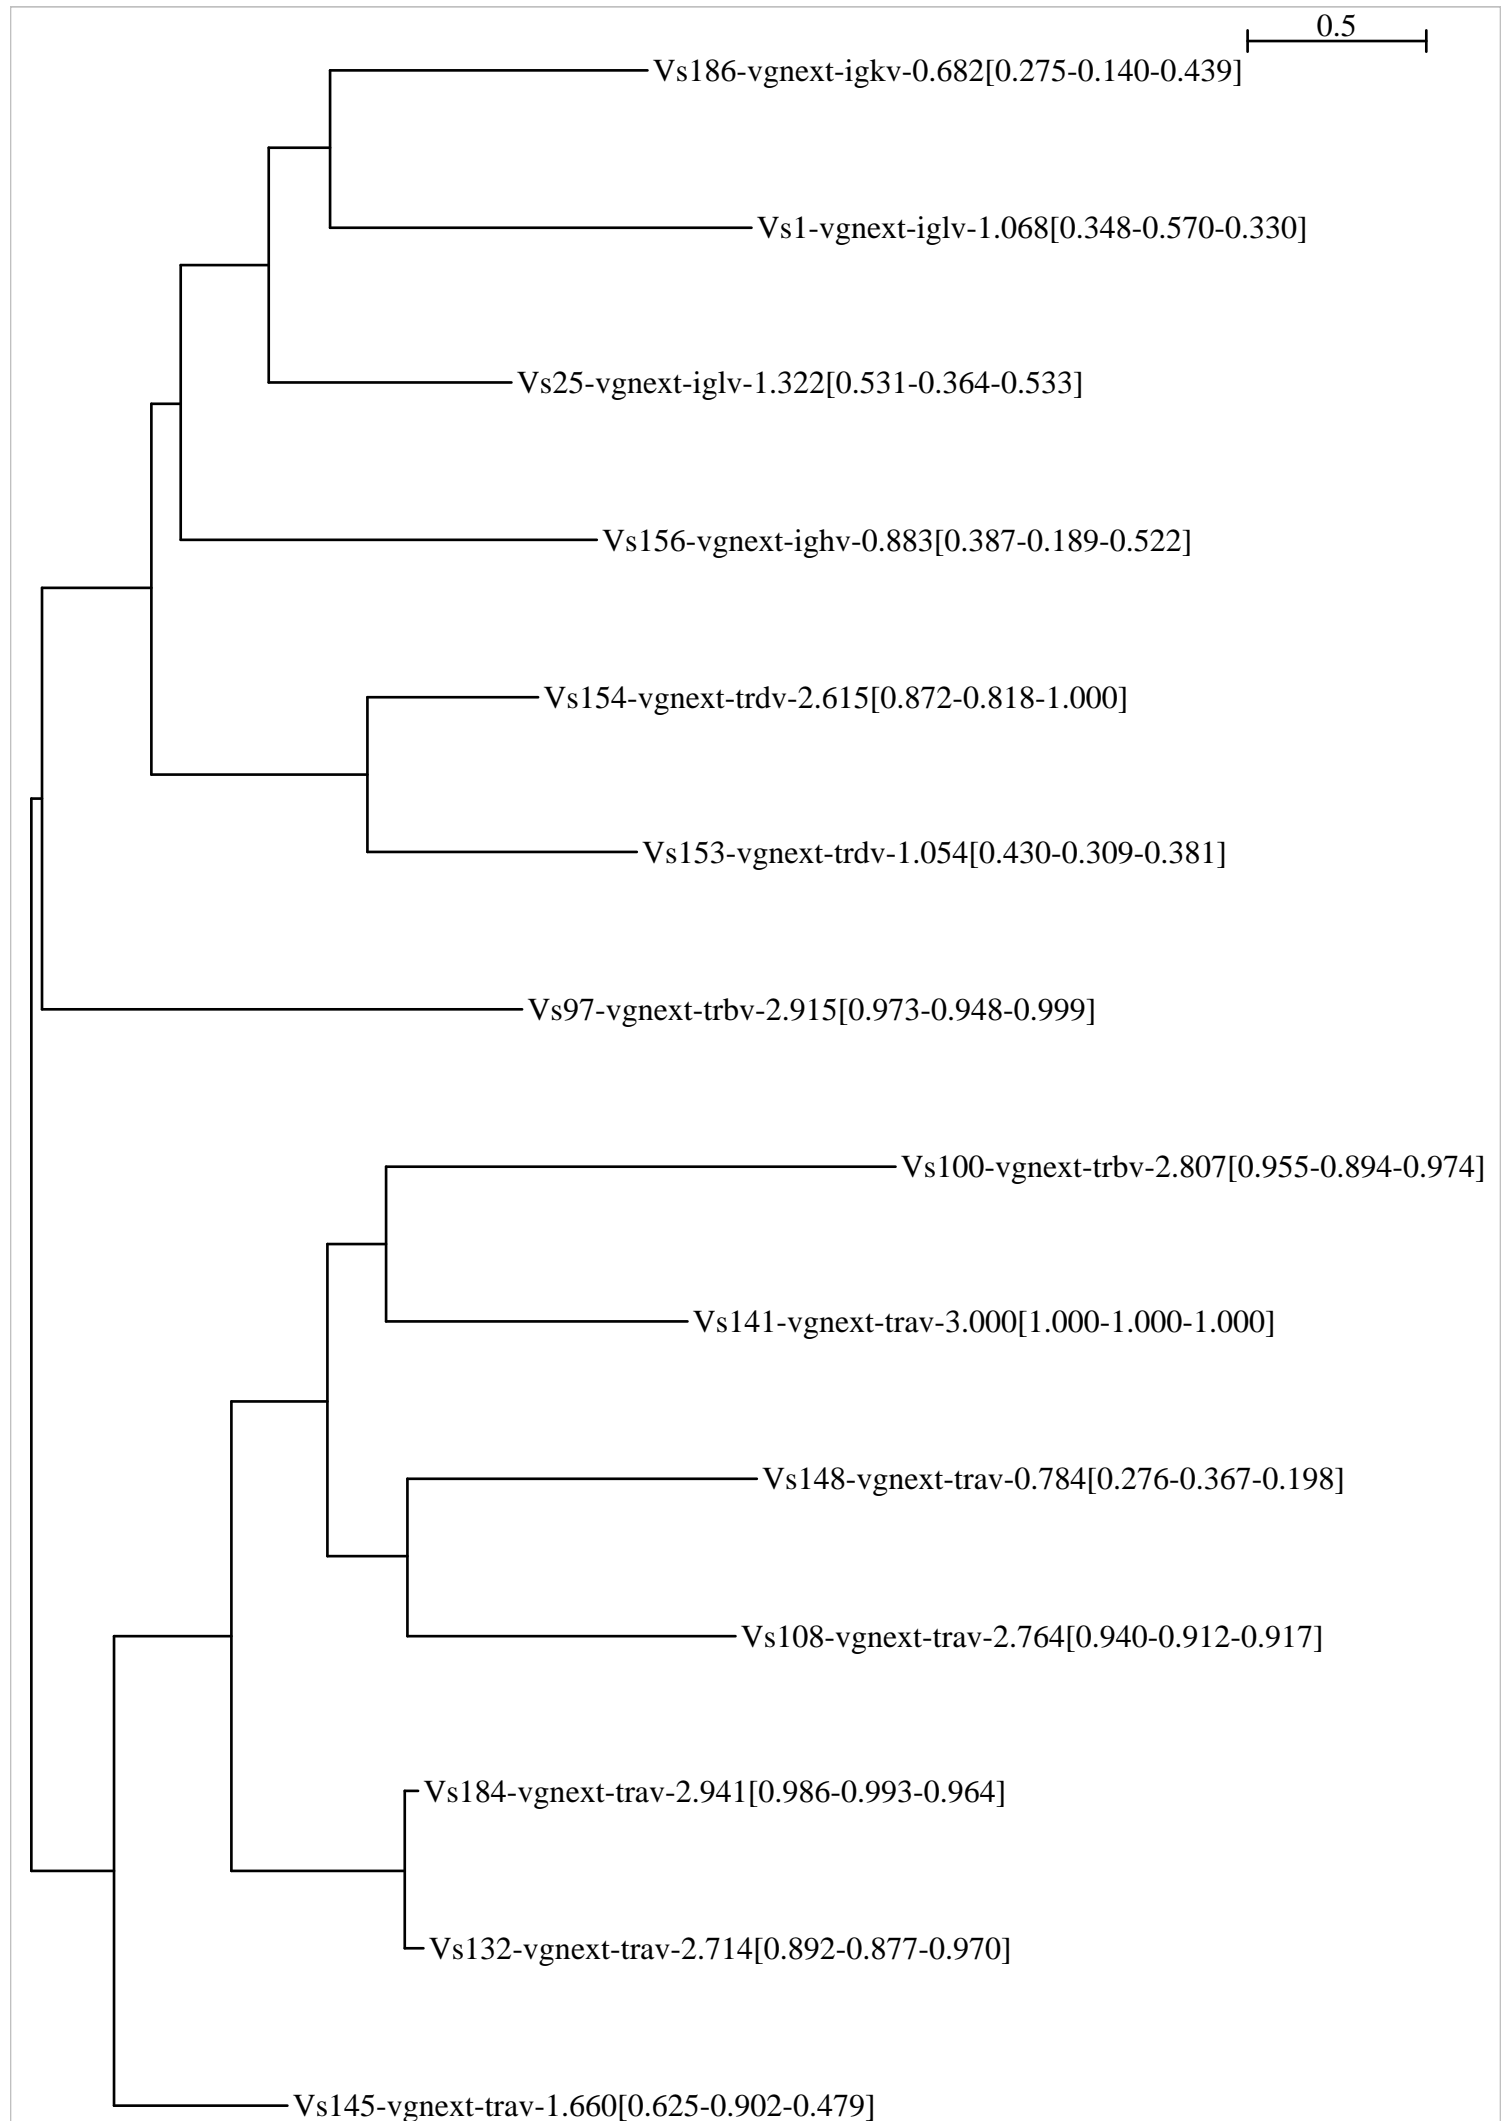 0.5
Vs186-vgnext-igkv-0.682[0.275-0.140-0.439]
Vs1-vgnext-iglv-1.068[0.348-0.570-0.330]
Vs25-vgnext-iglv-1.322[0.531-0.364-0.533]
Vs156-vgnext-ighv-0.883[0.387-0.189-0.522]
Vs154-vgnext-trdv-2.615[0.872-0.818-1.000]
Vs153-vgnext-trdv-1.054[0.430-0.309-0.381]
Vs97-vgnext-trbv-2.915[0.973-0.948-0.999]
Vs100-vgnext-trbv-2.807[0.955-0.894-0.974]
Vs141-vgnext-trav-3.000[1.000-1.000-1.000]
Vs148-vgnext-trav-0.784[0.276-0.367-0.198]
Vs108-vgnext-trav-2.764[0.940-0.912-0.917]
Vs184-vgnext-trav-2.941[0.986-0.993-0.964]
Vs132-vgnext-trav-2.714[0.892-0.877-0.970]
Vs145-vgnext-trav-1.660[0.625-0.902-0.479]